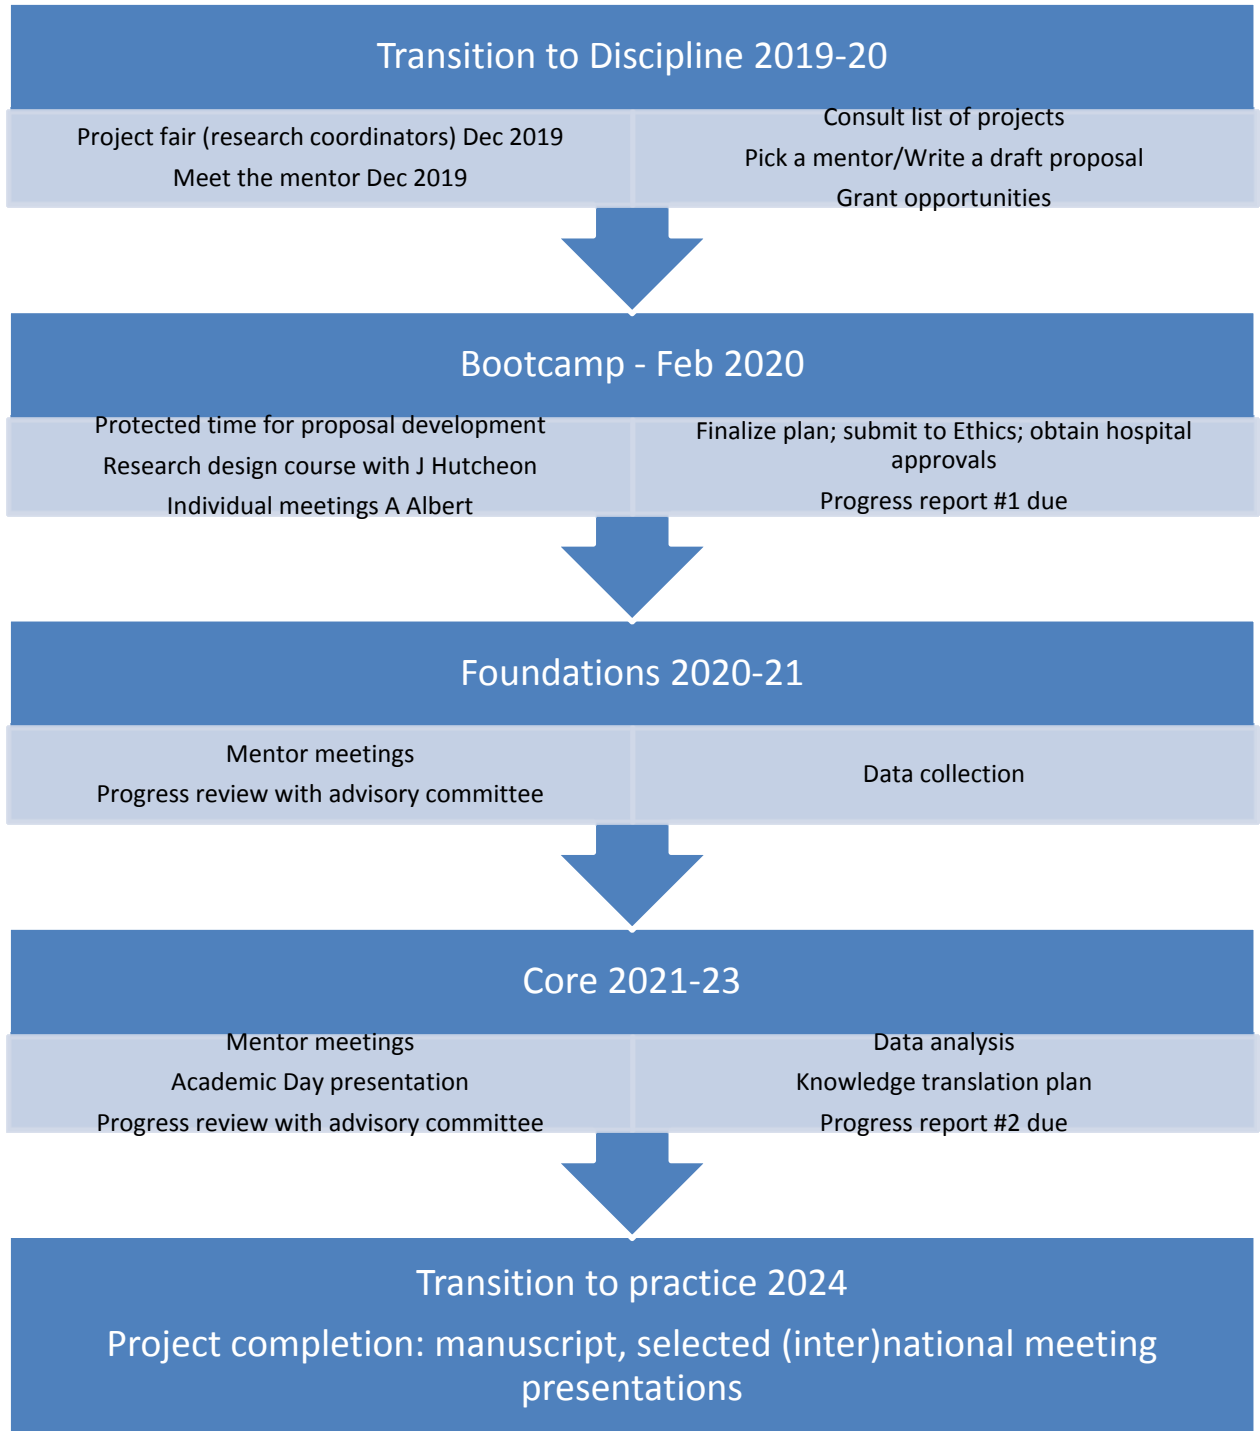 Transition to Discipline 2019-20
Project fair (research coordinators) Dec 2019
Meet the mentor Dec 2019
Consult list of projects
Pick a mentor/Write a draft proposal
Grant opportunities
Bootcamp - Feb 2020
Protected time for proposal development
Research design course with J Hutcheon
Individual meetings A Albert
Finalize plan; submit to Ethics; obtain hospital
approvals
Progress report #1 due
Foundations 2020-21
Mentor meetings
Progress review with advisory committee
Data collection
Core 2021-23
Mentor meetings
Academic Day presentation
Progress review with advisory committee
Data analysis
Knowledge translation plan
Progress report #2 due
Transition to practice 2024
Project completion: manuscript, selected (inter)national meeting
presentations